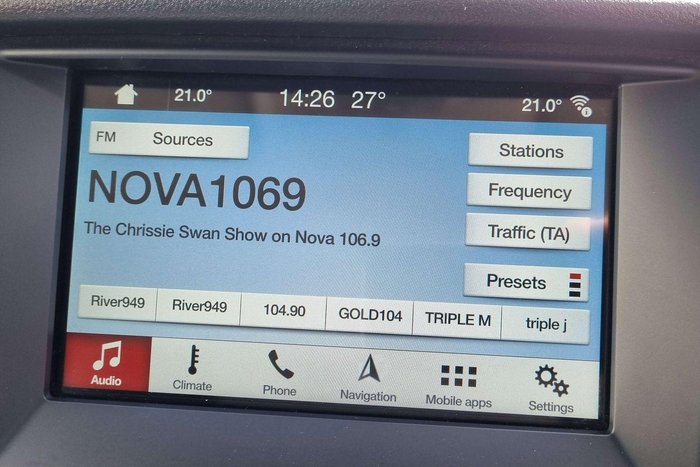 21.0° 14:26 27° 21.0°
FM Sources
Stations
NOVA1069
Frequency
The Chrissie Swan Show on Nova 106.9
Traffic (TA)
Presets
River949 River949 104.90 GOLD104 TRIPLE M triple j
Audio Climate Phone Navigation Mobile apps Settings